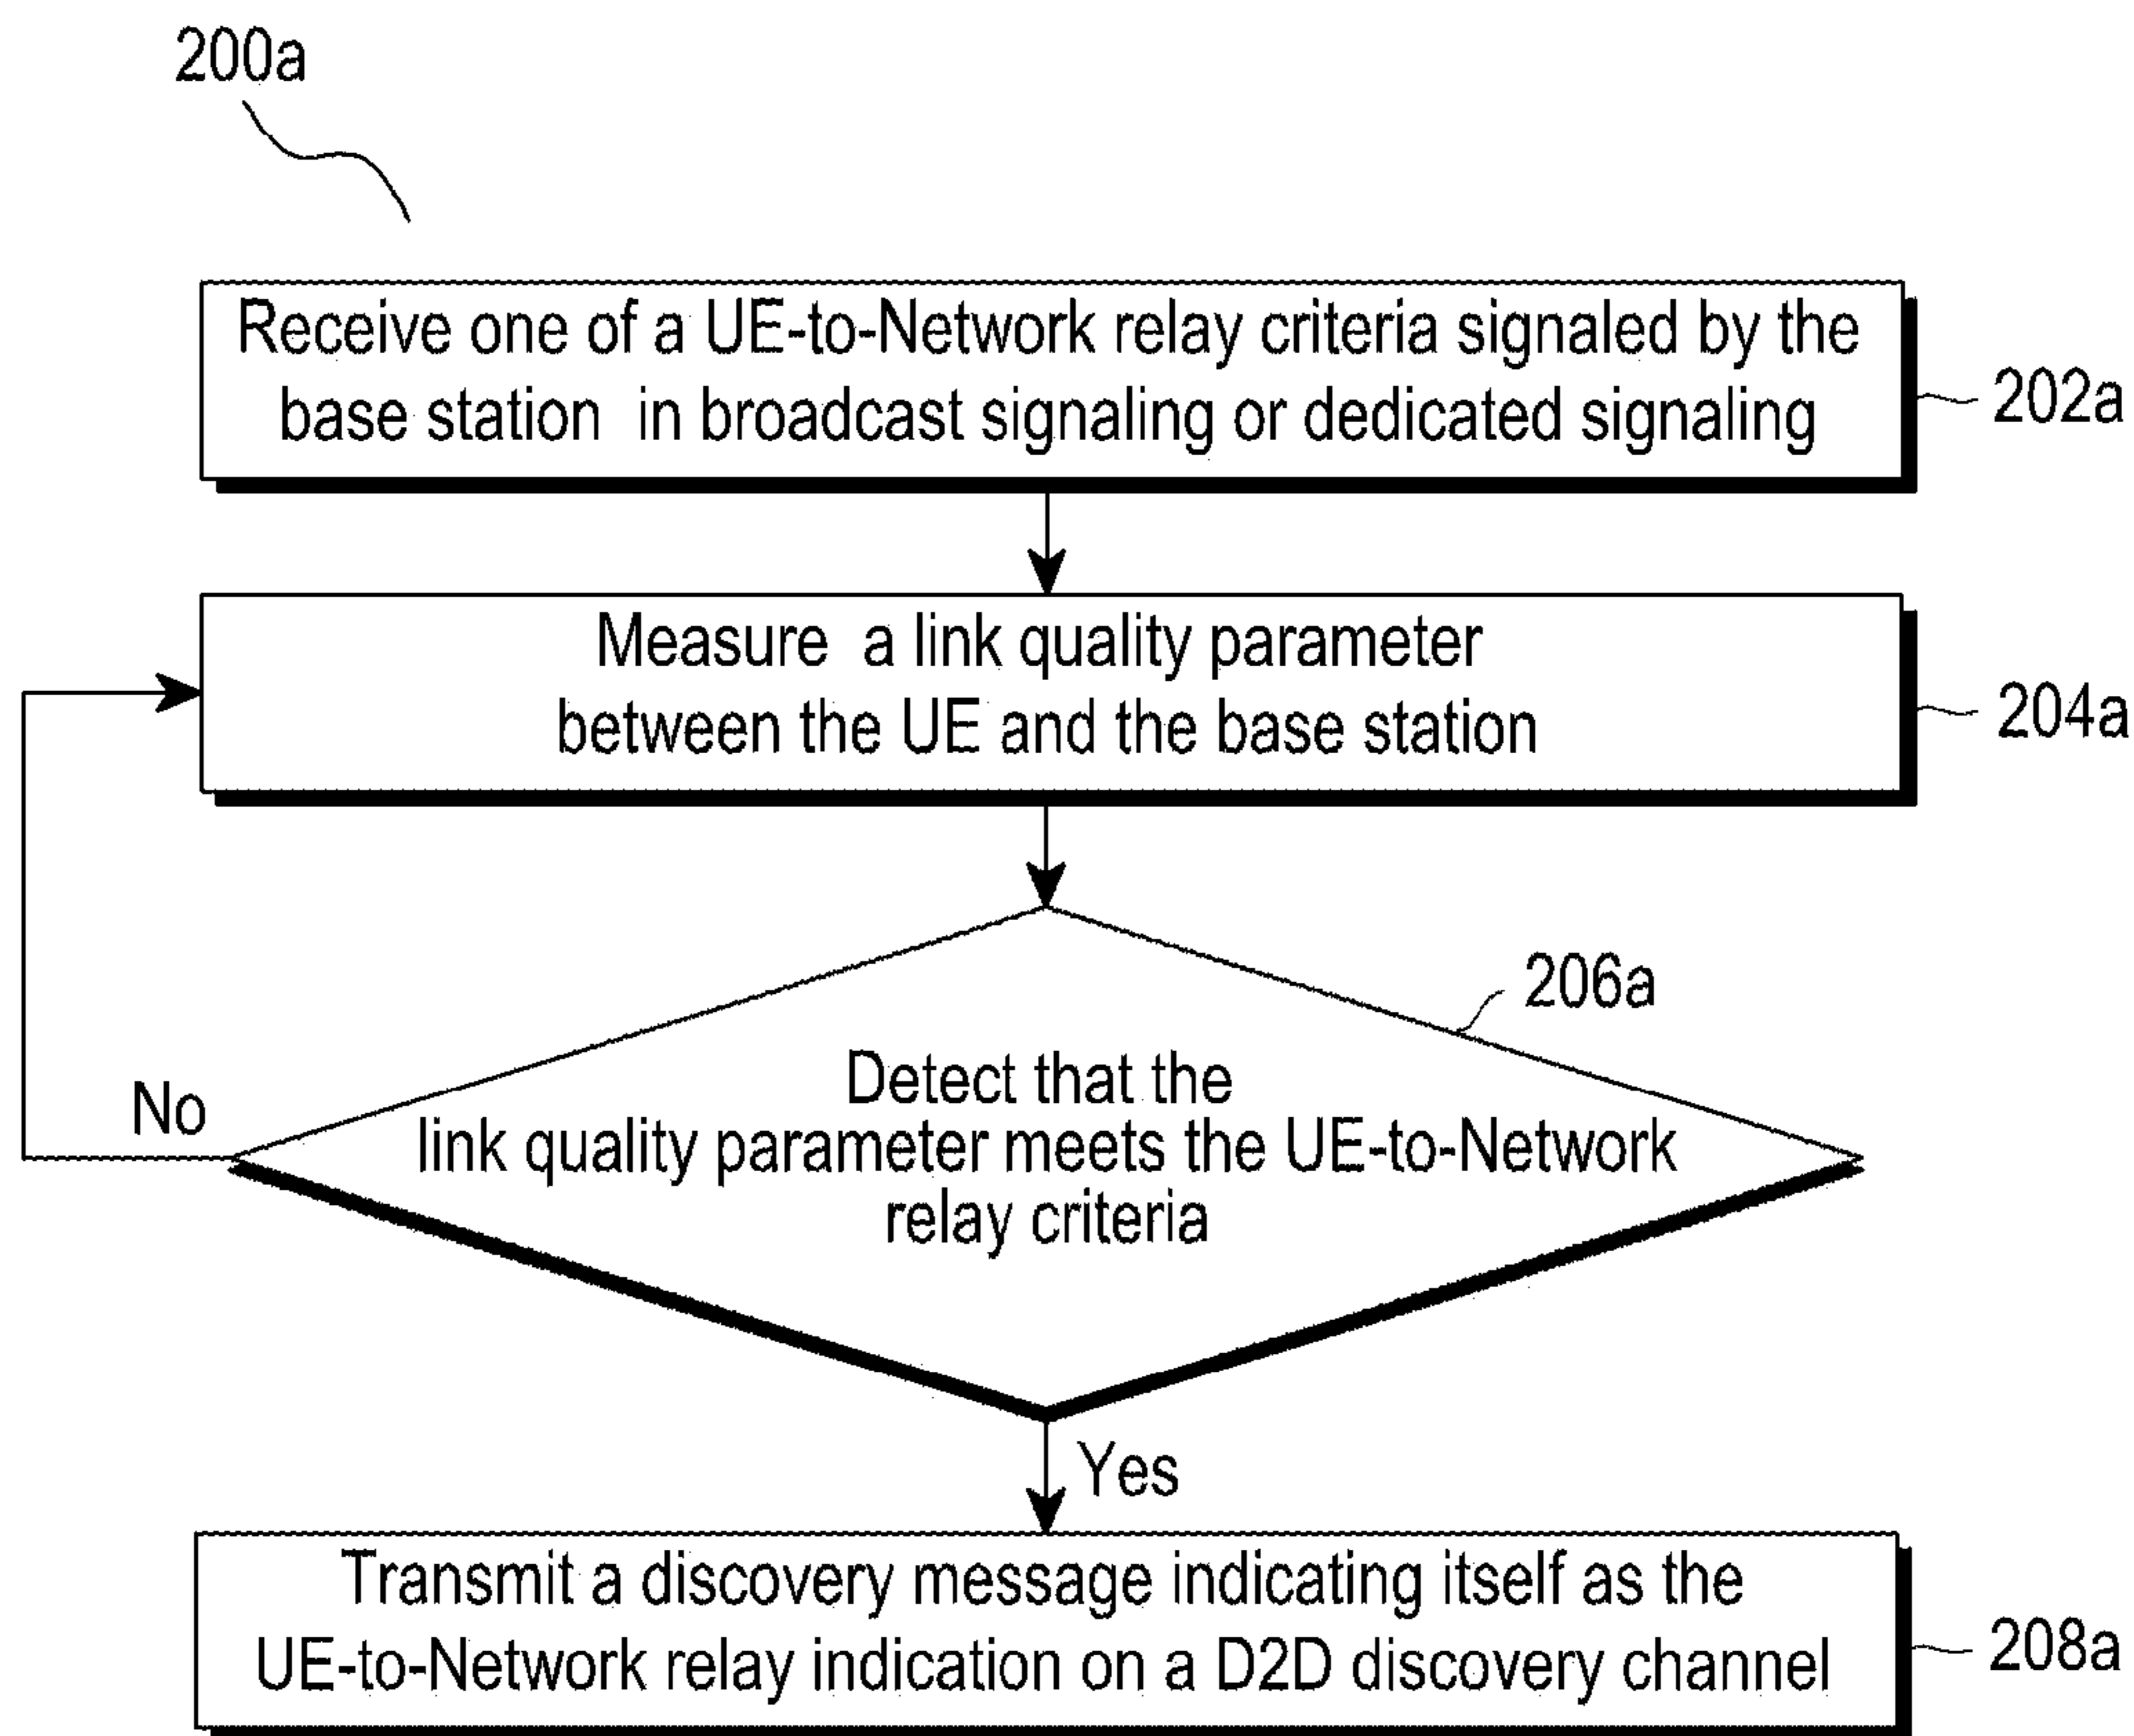 200a
Receive one of a UE-to-Network relay criteria signaled by the
base station in broadcast signaling or dedicated signaling
202a
Measure a link quality parameter
between the UE and the base station
204a
206a
Detect that the
link quality parameter meets the UE-to-Network
relay criteria
No
Yes
Transmit a discovery message indicating itself as the
UE-to-Network relay indication on a D2D discovery channel
208a